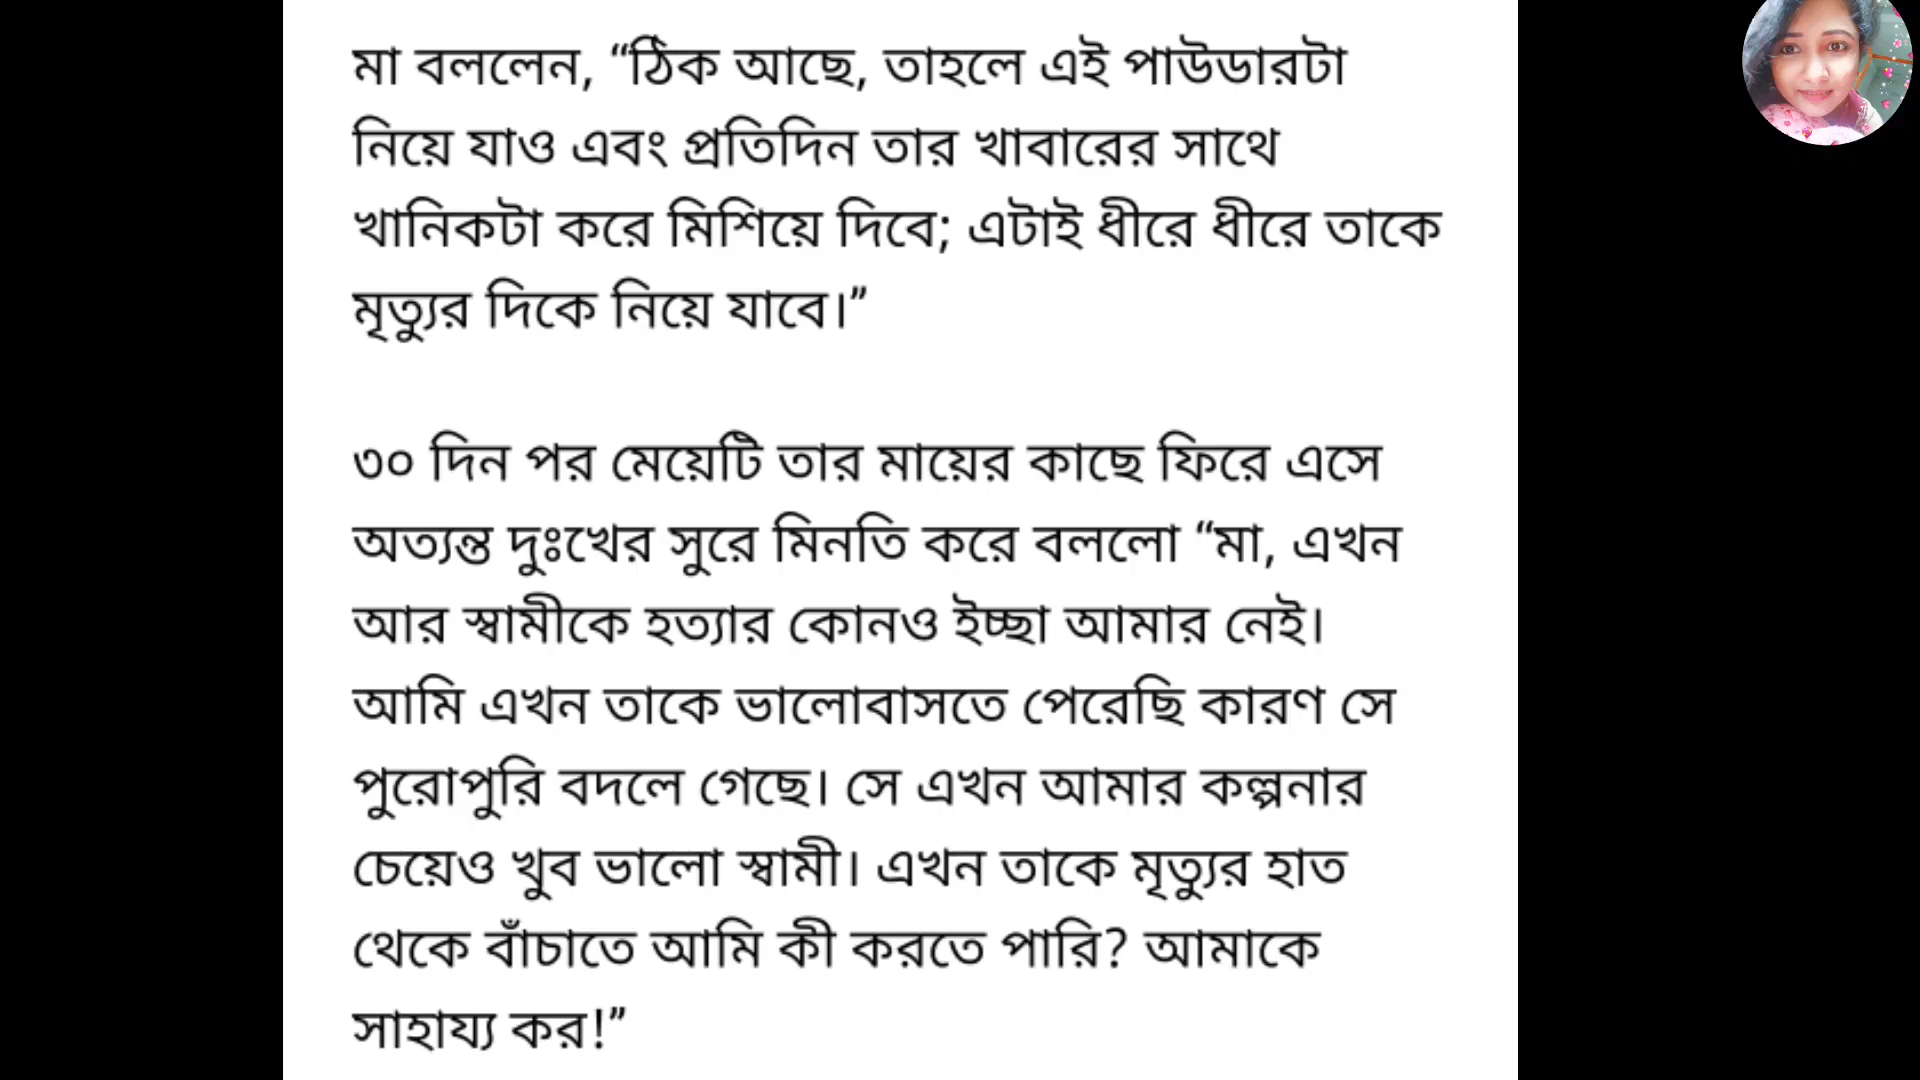 মা বললেন, “ঠিক আছে, তাহলে এই পাউডারটা
নিয়ে যাও এবং প্রতিদিন তার খাবারের সাথে
খানিকটা করে মিশিয়ে দিবে; এটাই ধীরে ধীরে তাকে
মৃত্যুর দিকে নিয়ে যাবে।”
৩০ দিন পর মেয়েটি তার মায়ের কাছে ফিরে এসে
অত্যন্ত দুঃখের সুরে মিনতি করে বললো “মা, এখন
আর স্বামীকে হত্যার কোনও ইচ্ছা আমার নেই।
আমি এখন তাকে ভালোবাসতে পেরেছি কারণ সে
পুরোপুরি বদলে গেছে। সে এখন আমার কল্পনার
চেয়েও খুব ভালো স্বামী। এখন তাকে মৃত্যুর হাত
থেকে বাঁচাতে আমি কী করতে পারি? আমাকে
সাহায্য কর!”